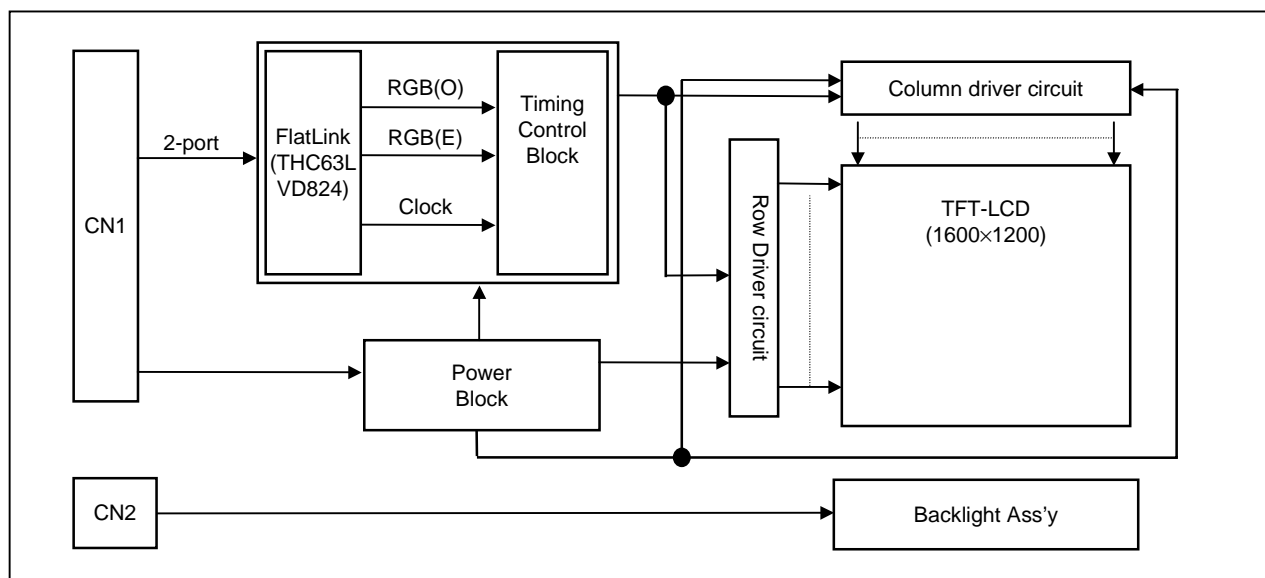 CN1
2-port
FlatLink
(THC63L
VD824)
RGB(O)
RGB(E)
Clock
Timing
Control
Block
Column driver circuit
Row Driver circuit
TFT-LCD
(1600×1200)
Power
Block
CN2
Backlight Ass'y